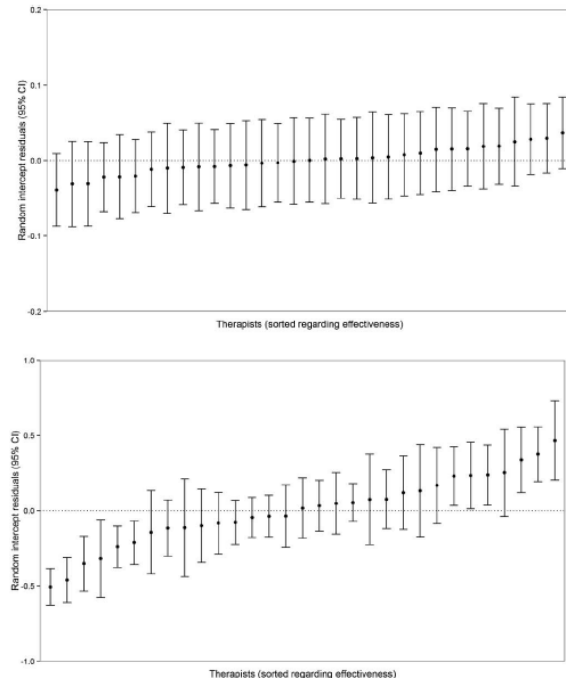 0.2
0.1
0.0
-0.1
-0.2
Random intercept residuals (95% CI)
Therapists (sorted regarding effectiveness)
1.0
0.5
0.0
-0.5
-1.0
Random intercept residuals (95% CI)
Therapists (sorted regarding effectiveness)